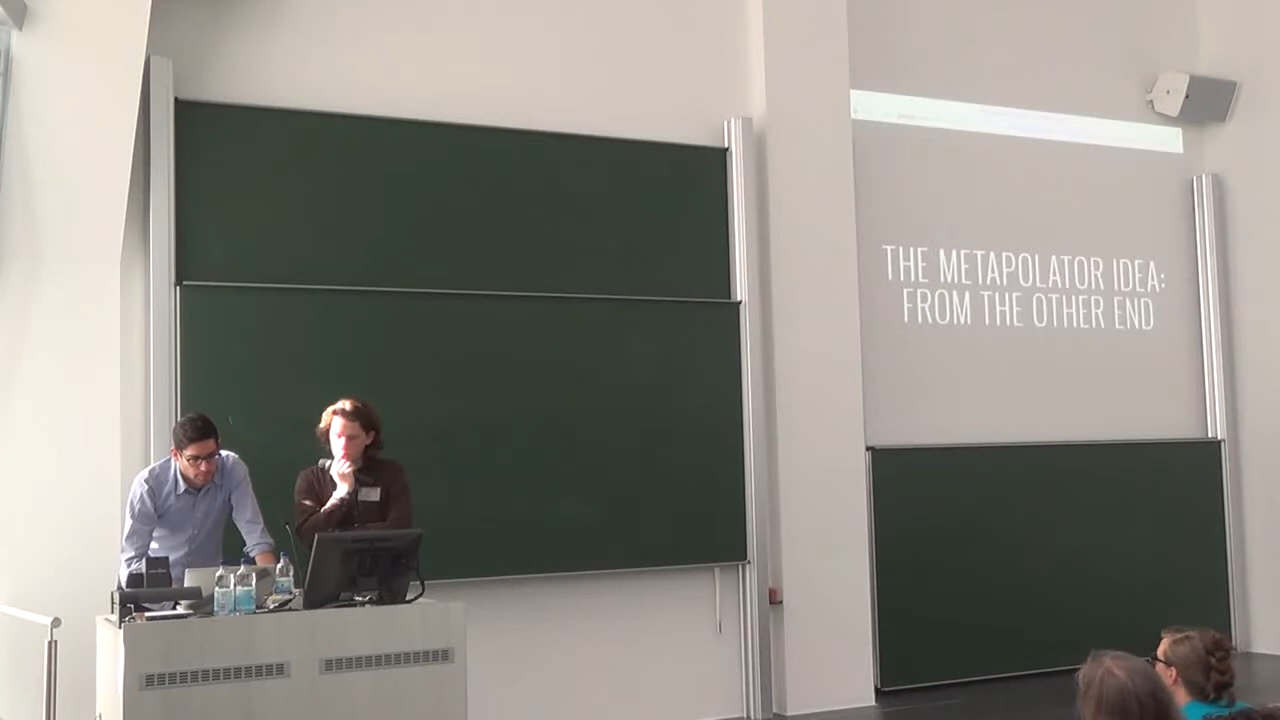 THE METAPOLATOR IDEA:
FROM THE OTHER END